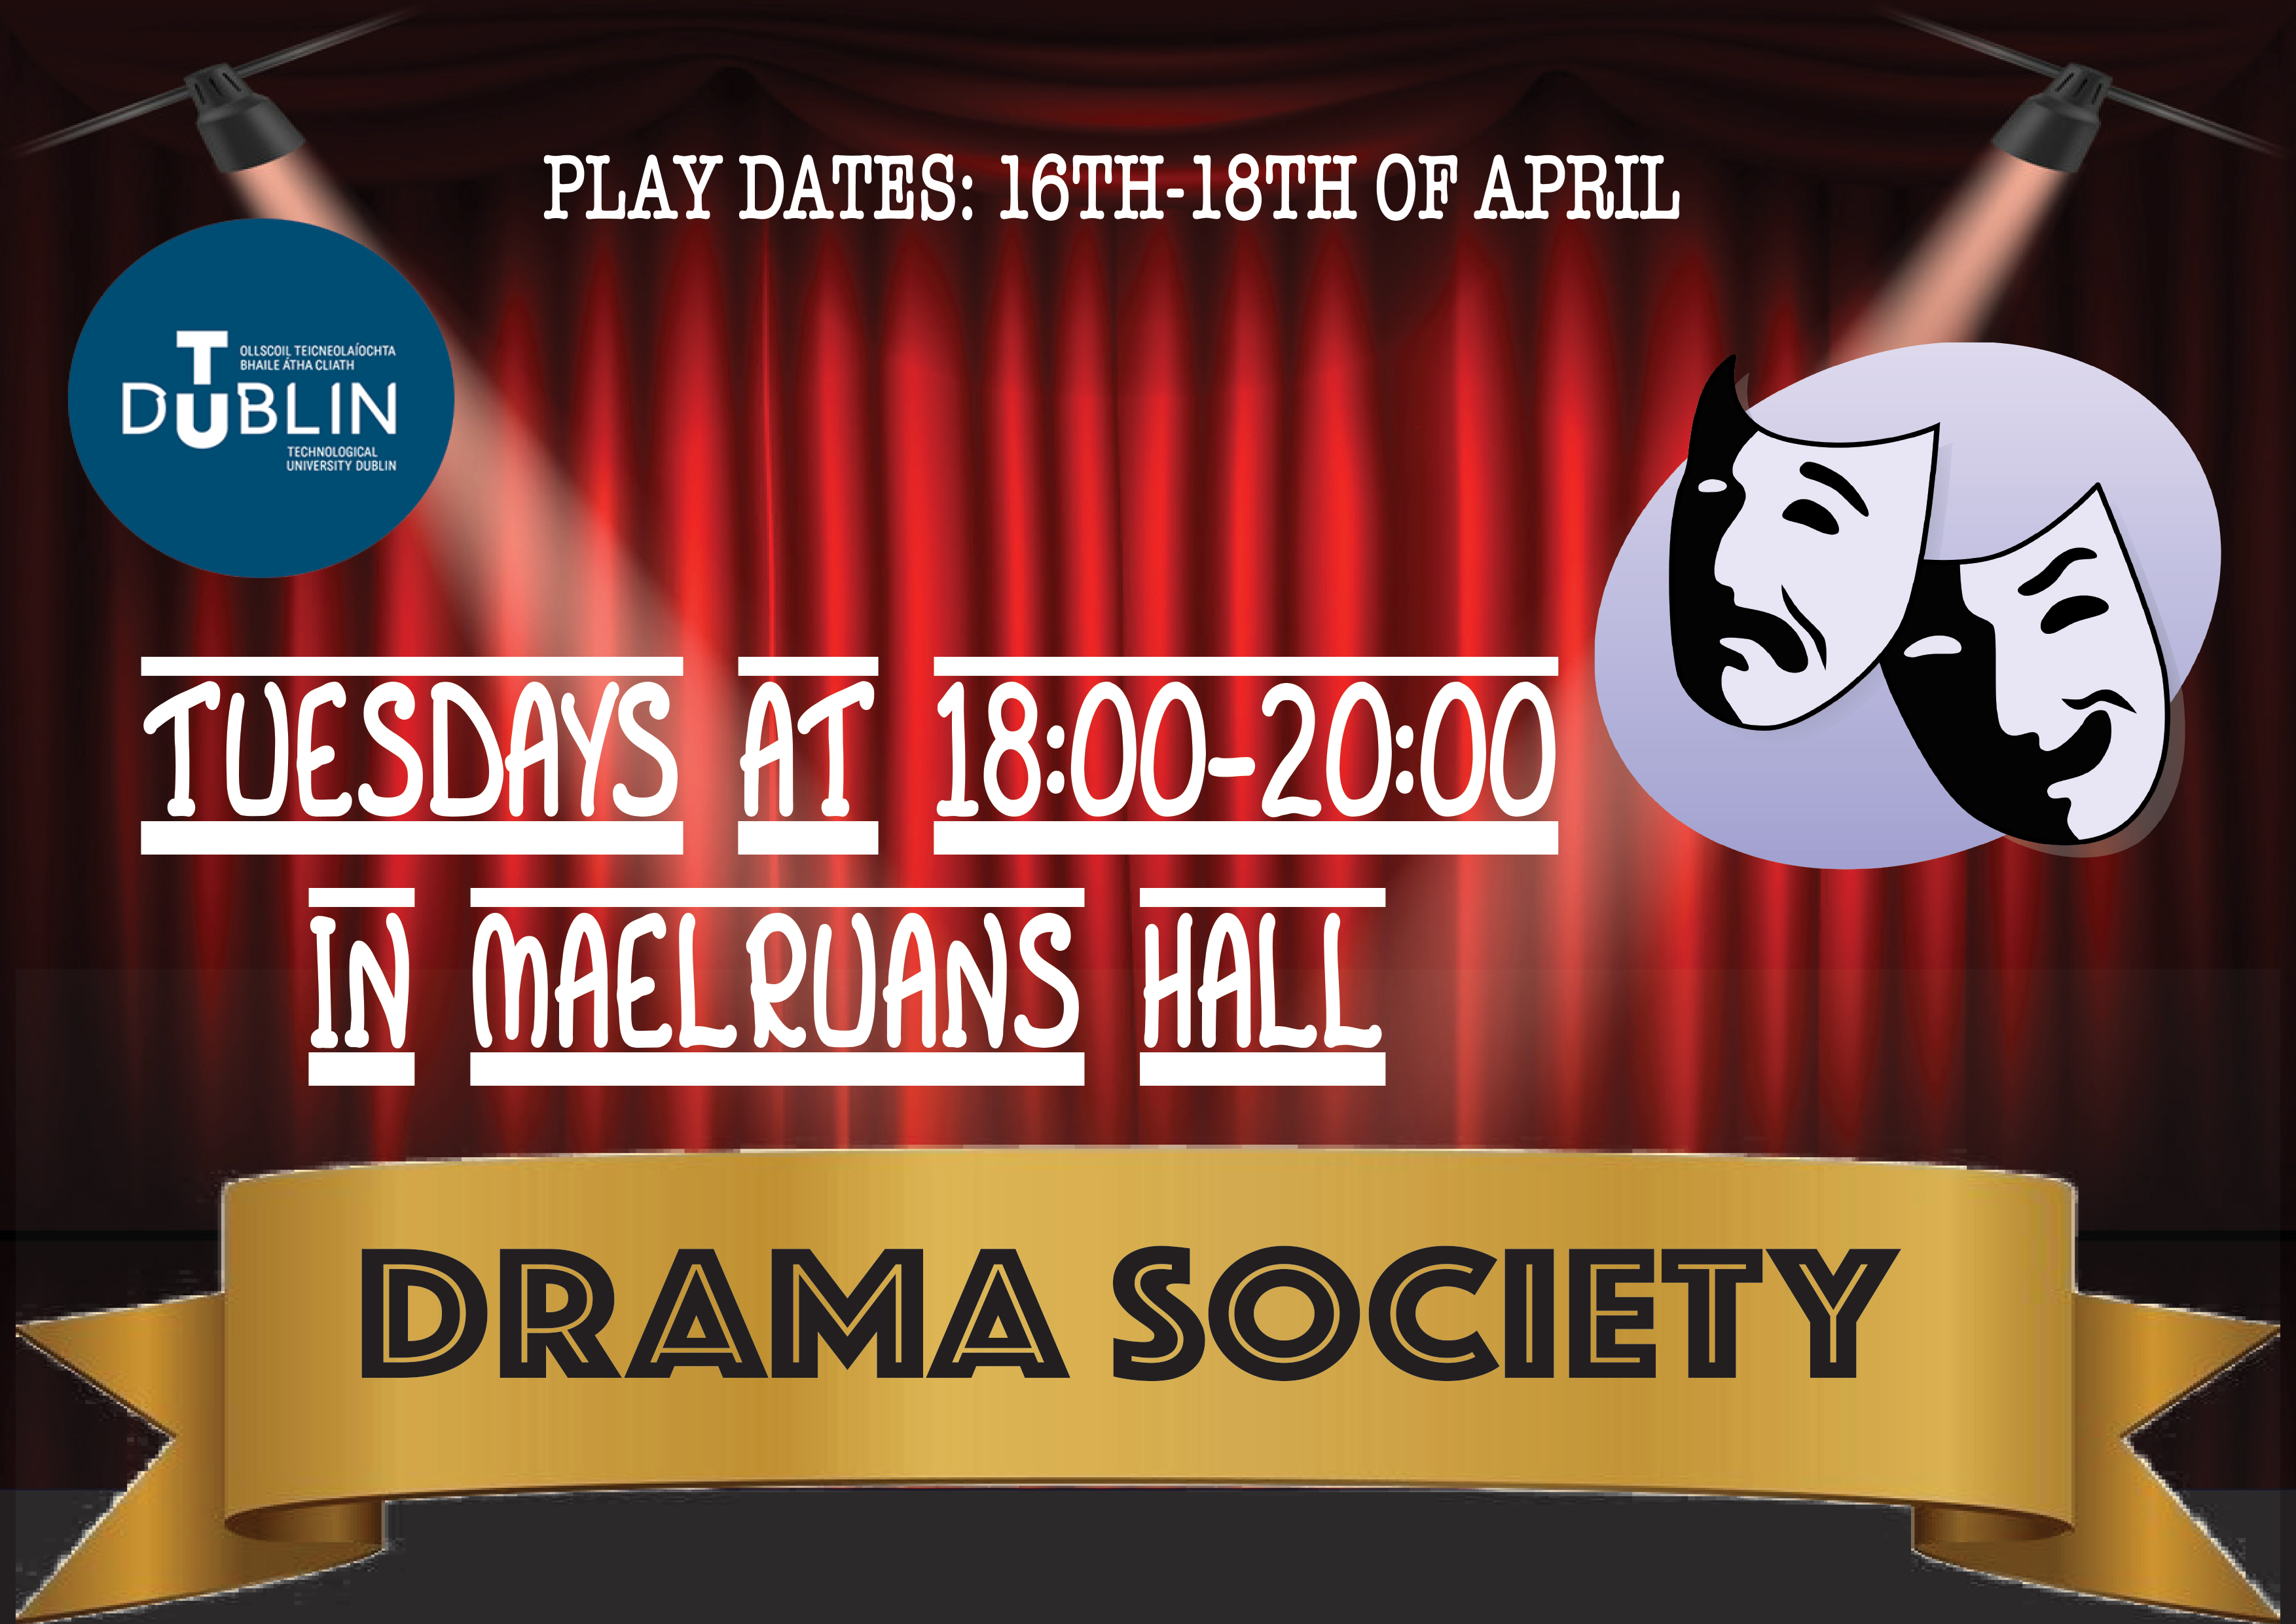 PLAY DATES: 16TH-18TH OF APRIL
OLLSCOIL TEICNEOLAÍOCHTA
BHAILE ÁTHA CLIATH
TU DUBLIN
TECHNOLOGICAL
UNIVERSITY DUBLIN
TUESDAYS AT 18:00-20:00
IN MAELRUANS HALL
DRAMA SOCIETY